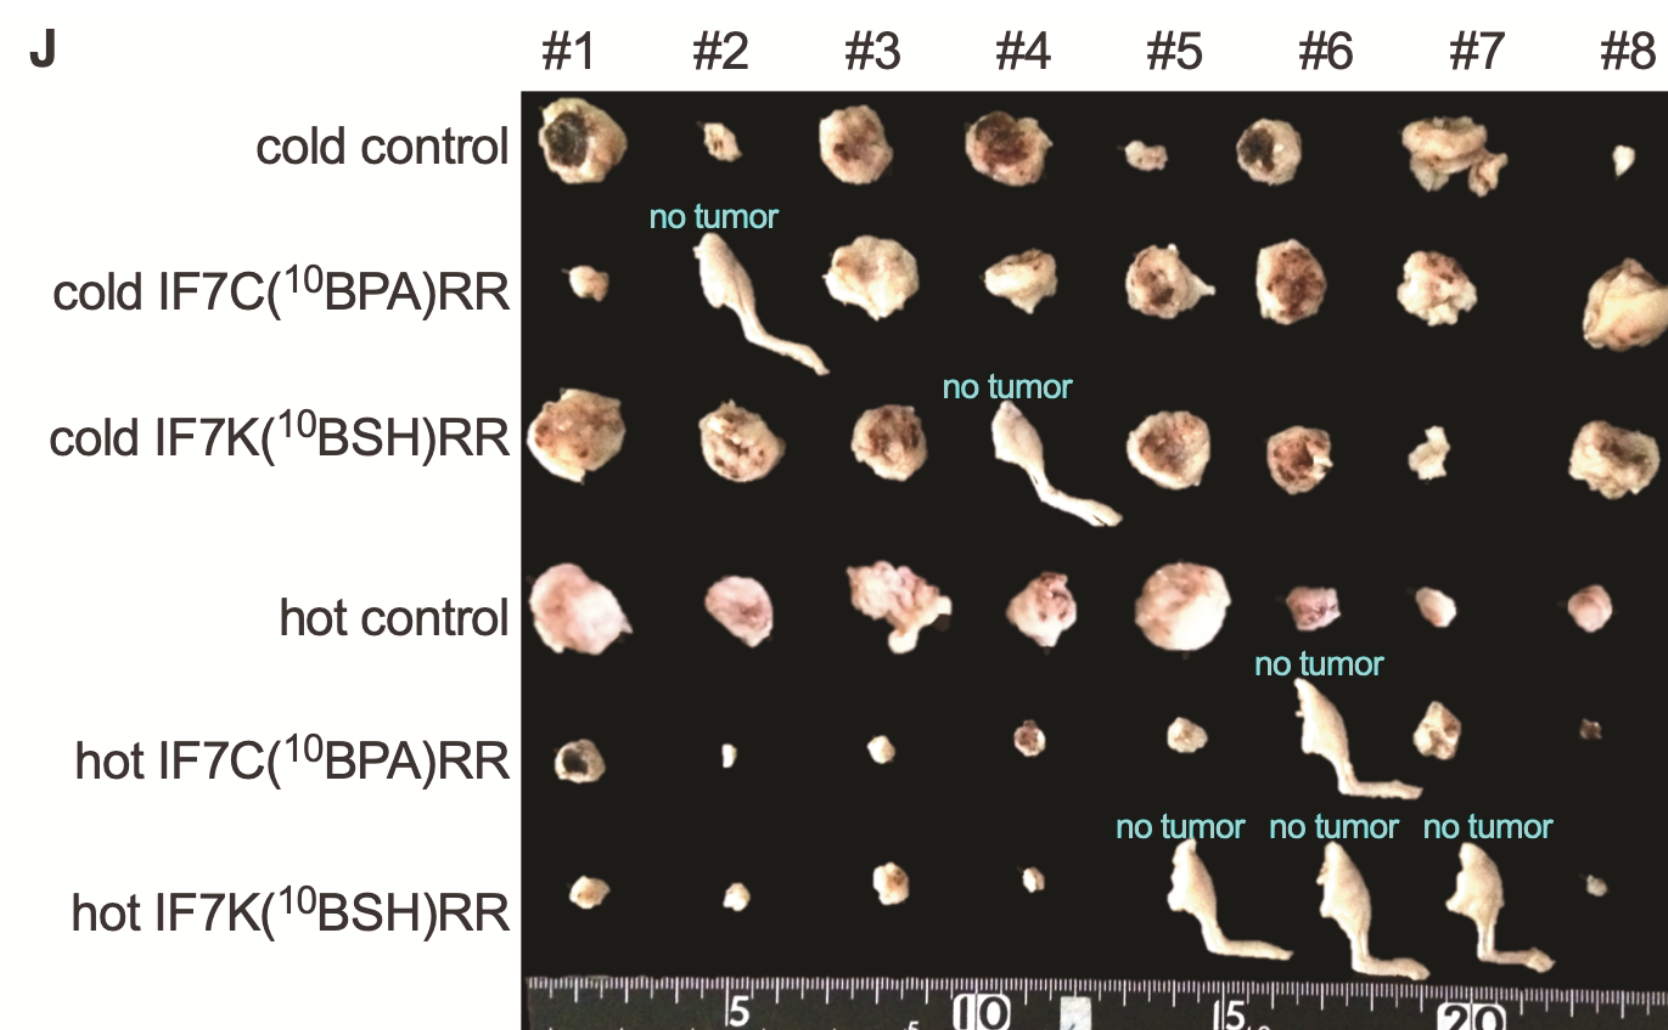 J #1 #2 #3 #4 #5 #6 #7 #8
cold control
no tumor
cold IF7C(¹⁰BPA)RR
no tumor
cold IF7K(¹⁰BSH)RR
hot control
no tumor
hot IF7C(¹⁰BPA)RR
no tumor no tumor no tumor
hot IF7K(¹⁰BSH)RR
5 10 15 20